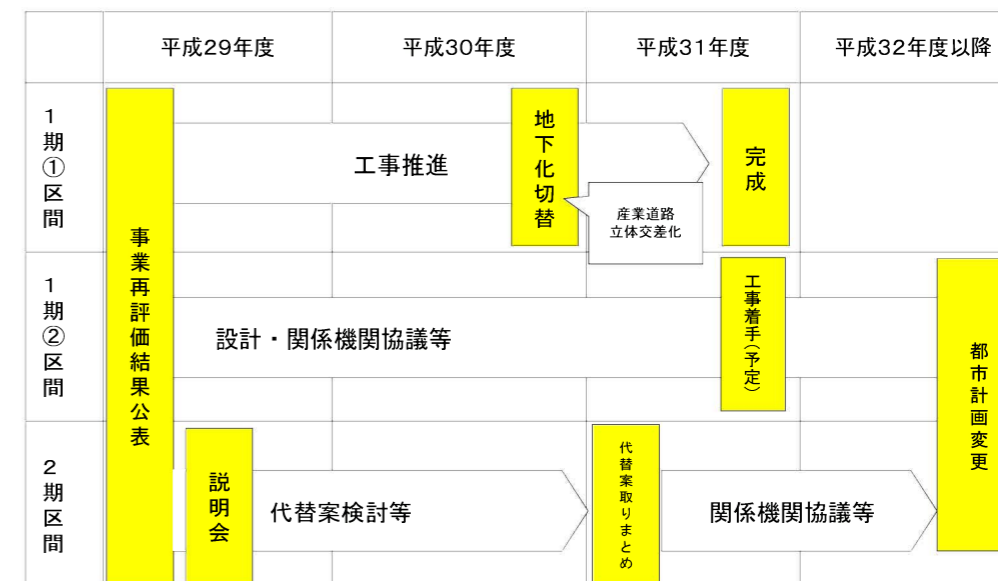 平成29年度
平成30年度
平成31年度
平成32年度以降
1期①区間
事業再評価結果公表
工事推進
地下化切替
産業道路
立体交差化
完成
1期②区間
設計・関係機関協議等
工事着手(予定)
都市計画変更
2期区間
説明会
代替案検討等
代替案取りまとめ
関係機関協議等